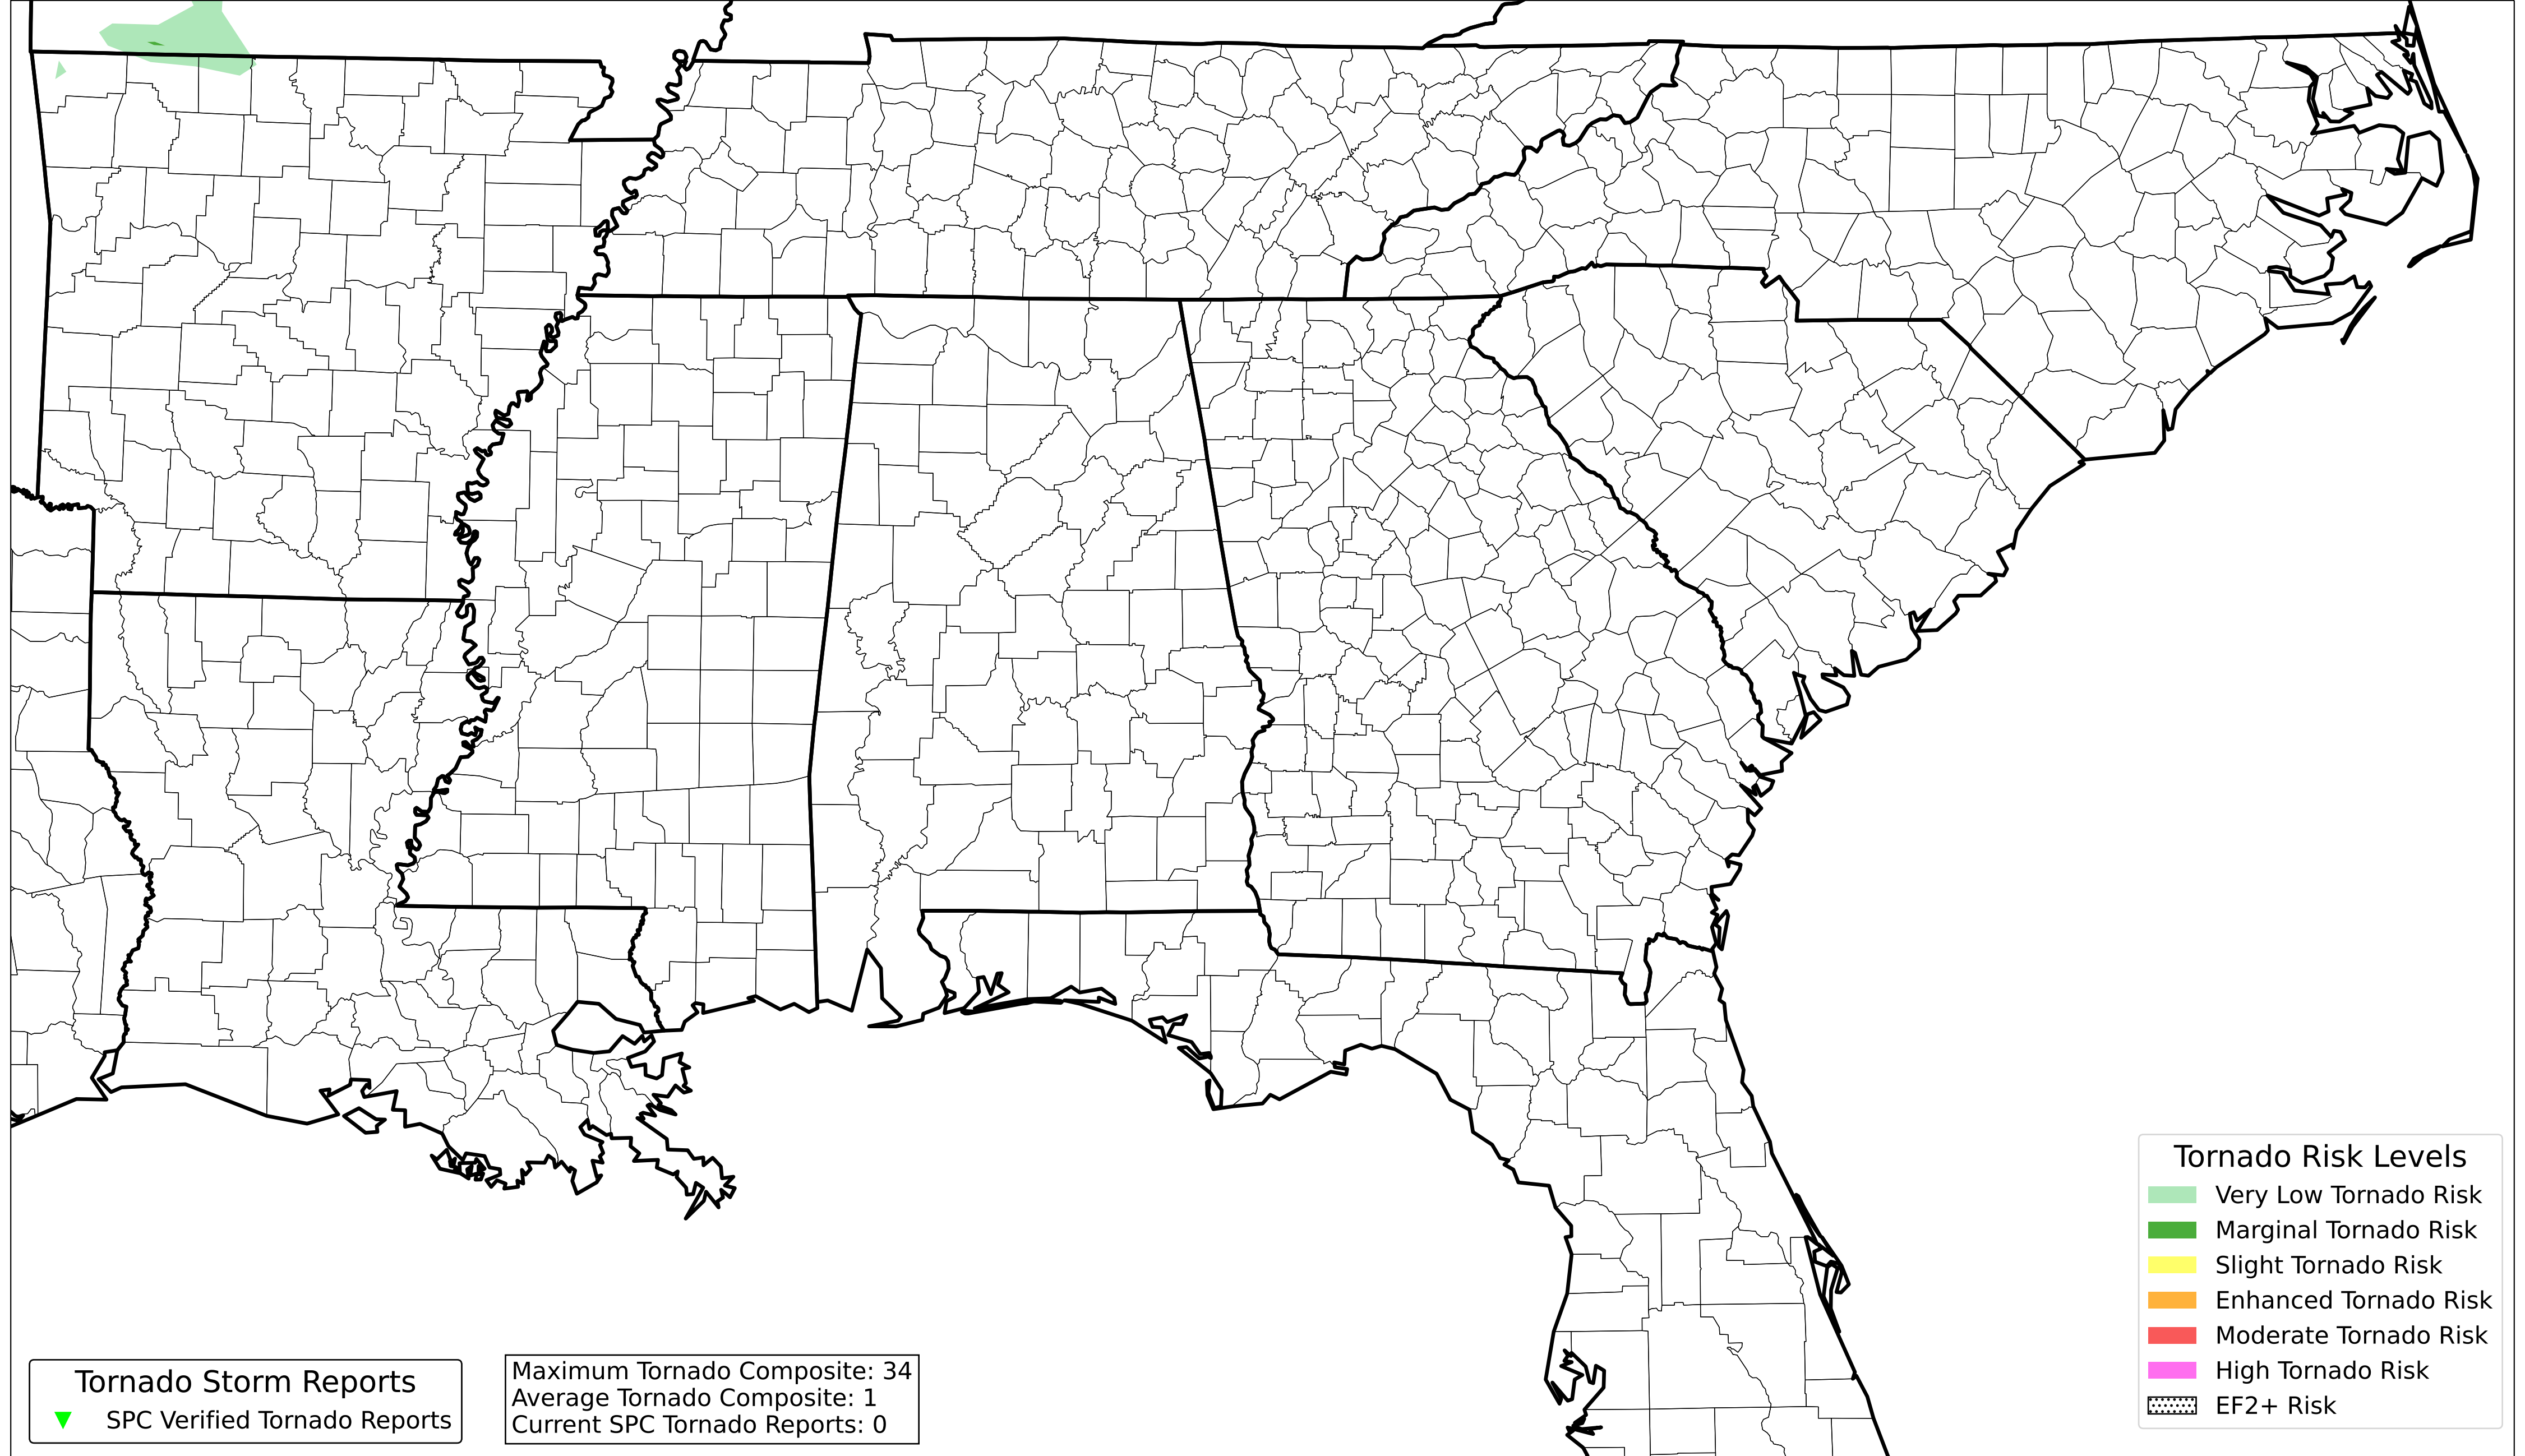 Tornado Risk Levels
Very Low Tornado Risk
Marginal Tornado Risk
Slight Tornado Risk
Enhanced Tornado Risk
Moderate Tornado Risk
High Tornado Risk
EF2+ Risk
Tornado Storm Reports
SPC Verified Tornado Reports
Maximum Tornado Composite: 34
Average Tornado Composite: 1
Current SPC Tornado Reports: 0